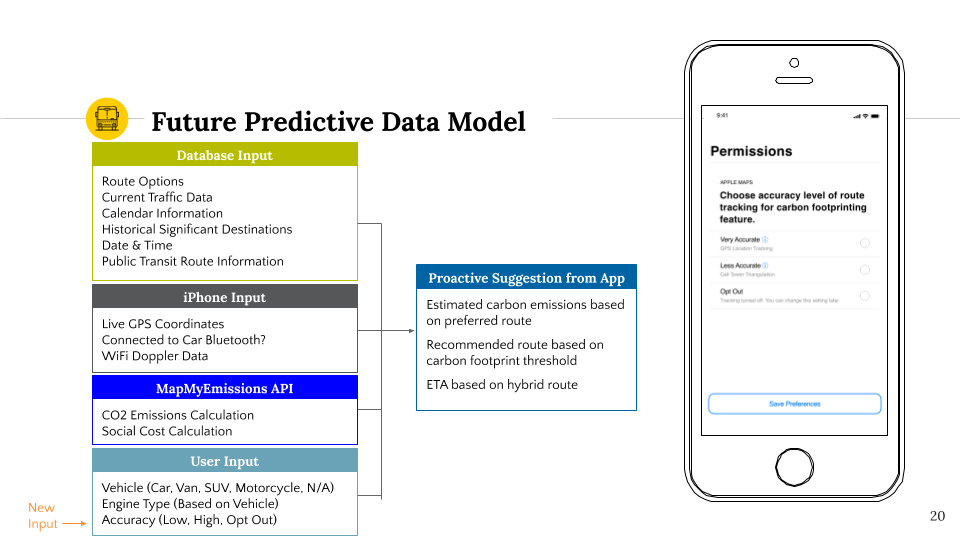 Future Predictive Data Model
Database Input
Route Options
Current Traffic Data
Calendar Information
Historical Significant Destinations
Date & Time
Public Transit Route Information
iPhone Input
Live GPS Coordinates
Connected to Car Bluetooth?
WiFi Doppler Data
MapMyEmissions API
CO2 Emissions Calculation
Social Cost Calculation
User Input
Vehicle (Car, Van, SUV, Motorcycle, N/A)
Engine Type (Based on Vehicle)
Accuracy (Low, High, Opt Out)
New
Input
Proactive Suggestion from App
Estimated carbon emissions based
on preferred route
Recommended route based on
carbon footprint threshold
ETA based on hybrid route
9:41
Permissions
APPLE MAPS
Choose accuracy level of route
tracking for carbon footprinting
feature.
Very Accurate
GPS Location Tracking
Less Accurate
Cell Tower Triangulation
Opt Out
Tracking turned off. You can change this setting later.
Save Preferences
20